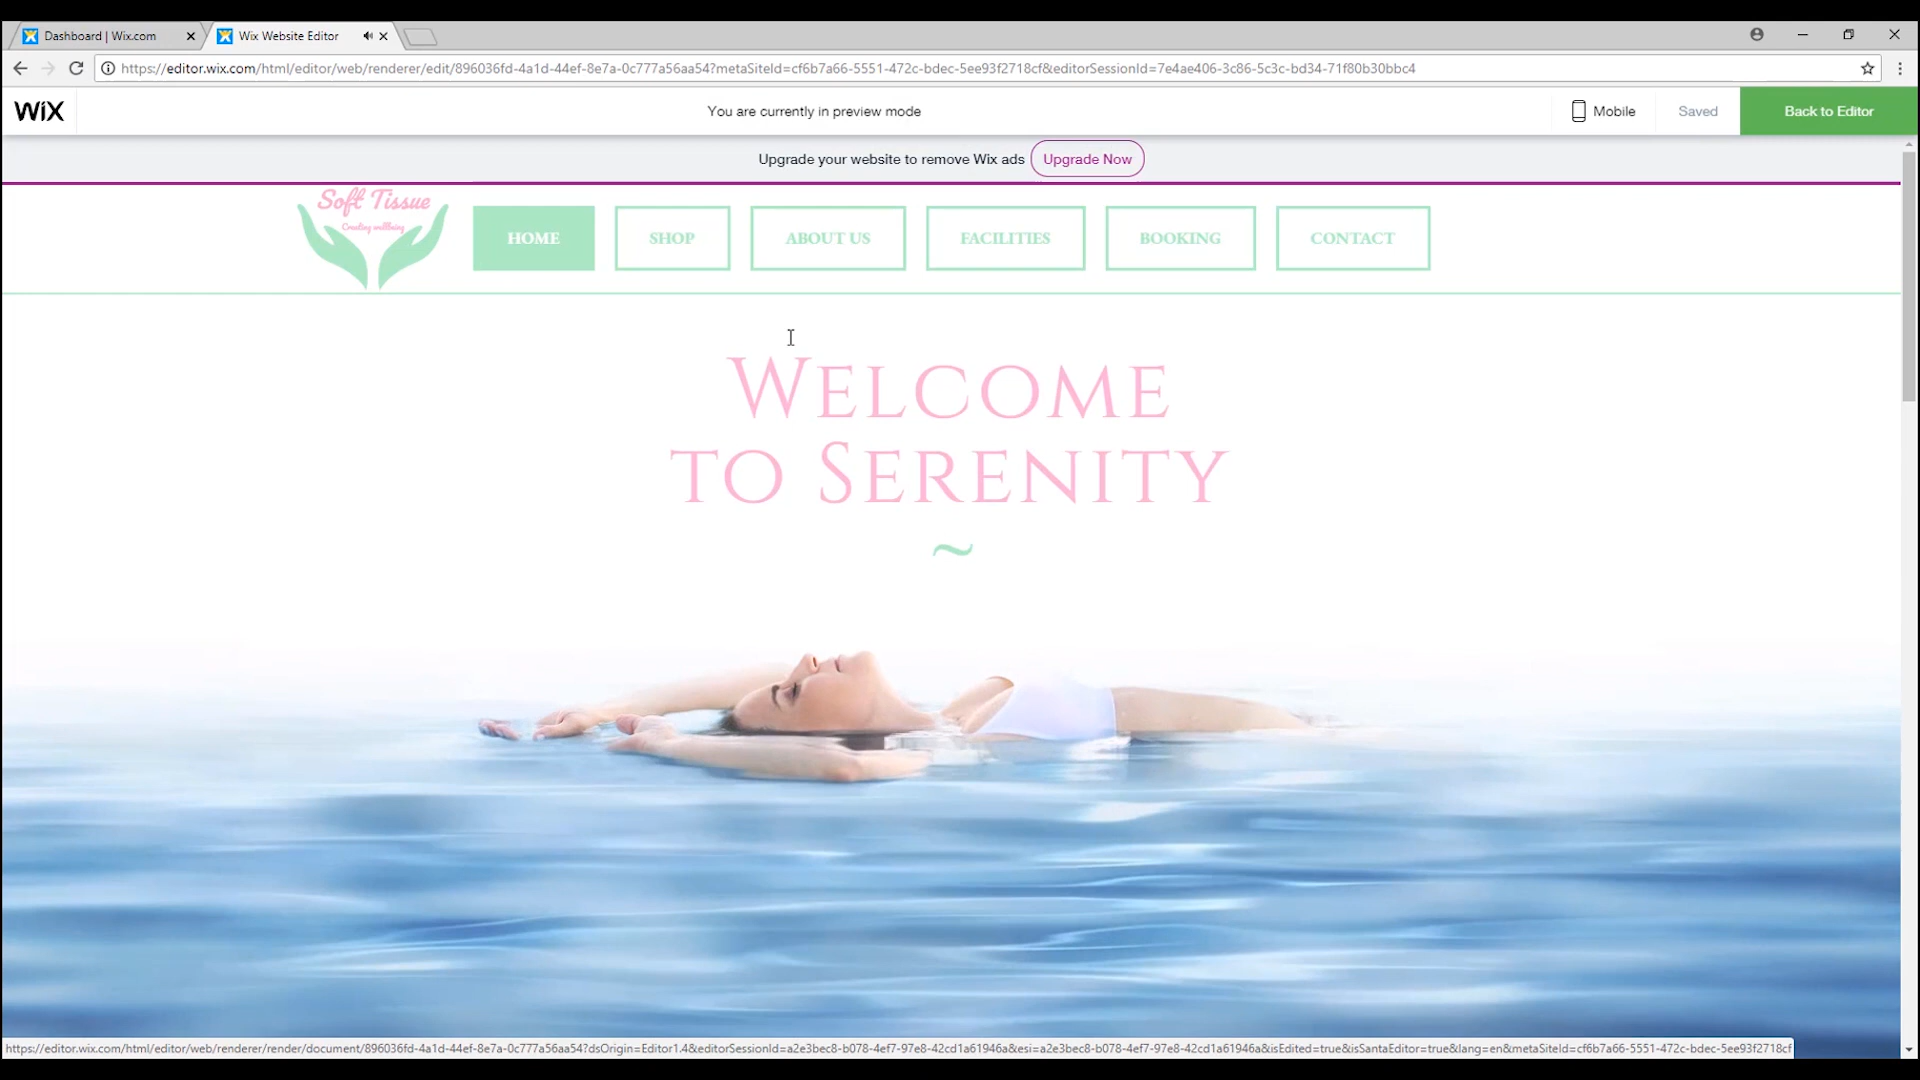 Dashboard | Wix.com
Wix Website Editor
https://editor.wix.com/html/editor/web/renderer/edit/896036fd-4a1d-44ef-8e7a-0c777a56aa54?metaSiteId=cf6b7a66-5551-472c-bdec-5ee93f2718cf&editorSessionId=7e4ae406-3c86-5c3c-bd34-71f80b30bbc4
WiX
You are currently in preview mode
Mobile
Saved
Back to Editor
Upgrade your website to remove Wix ads
Upgrade Now
Soft Tissue
Creating wellbeing
HOME
SHOP
ABOUT US
FACILITIES
BOOKING
CONTACT
Welcome
to Serenity
~
https://editor.wix.com/html/editor/web/renderer/render/document/896036fd-4a1d-44ef-8e7a-0c777a56aa54?dsOrigin=Editor1.4&editorSessionId=a2e3bec8-b078-4ef7-97e8-42cd1a61946a&esi=a2e3bec8-b078-4ef7-97e8-42cd1a61946a&isEdited=true&isSantaEditor=true&lang=en&metaSiteId=cf6b7a66-5551-472c-bdec-5ee93f2718cf